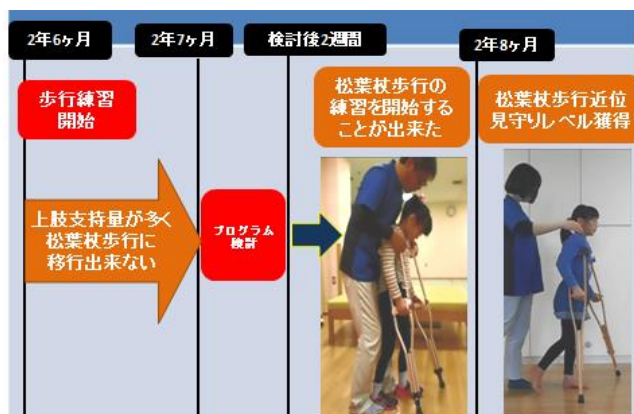 2年6ヶ月
2年7ヶ月
検討後2週間
2年8ヶ月
歩行練習
開始
松葉杖歩行の
練習を開始する
ことが出来た
松葉杖歩行近位
見守りレベル獲得
上肢支持量が多く
松葉杖歩行に
移行出来ない
プログラム
検討